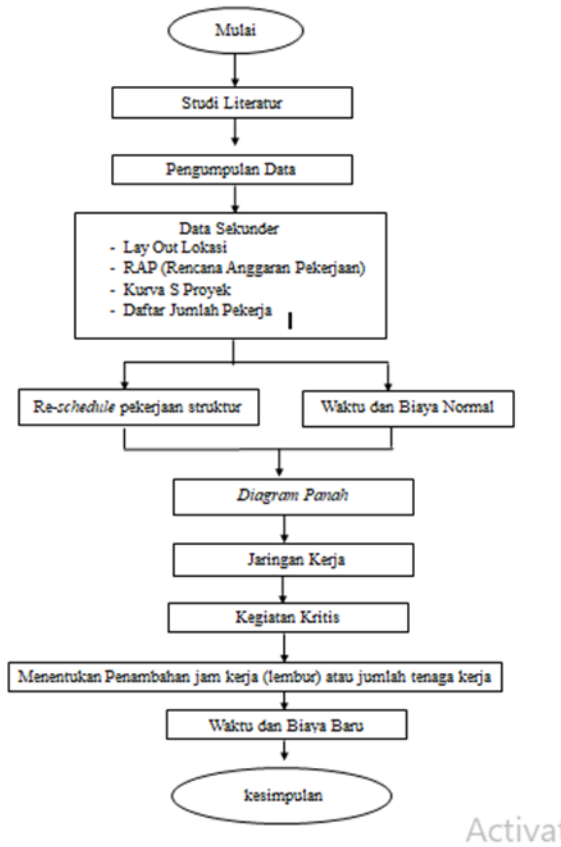 Mulai
Studi Literatur
Pengumpulan Data
Data Sekunder
- Lay Out Lokasi
- RAP (Rencana Anggaran Pekerjaan)
- Kurva S Proyek
- Daftar Jumlah Pekerja
Re-schedule pekerjaan struktur
Waktu dan Biaya Normal
Diagram Panah
Jaringan Kerja
Kegiatan Kritis
Menentukan Penambahan jam kerja (lembur) atau jumlah tenaga kerja
Waktu dan Biaya Baru
kesimpulan
Activat